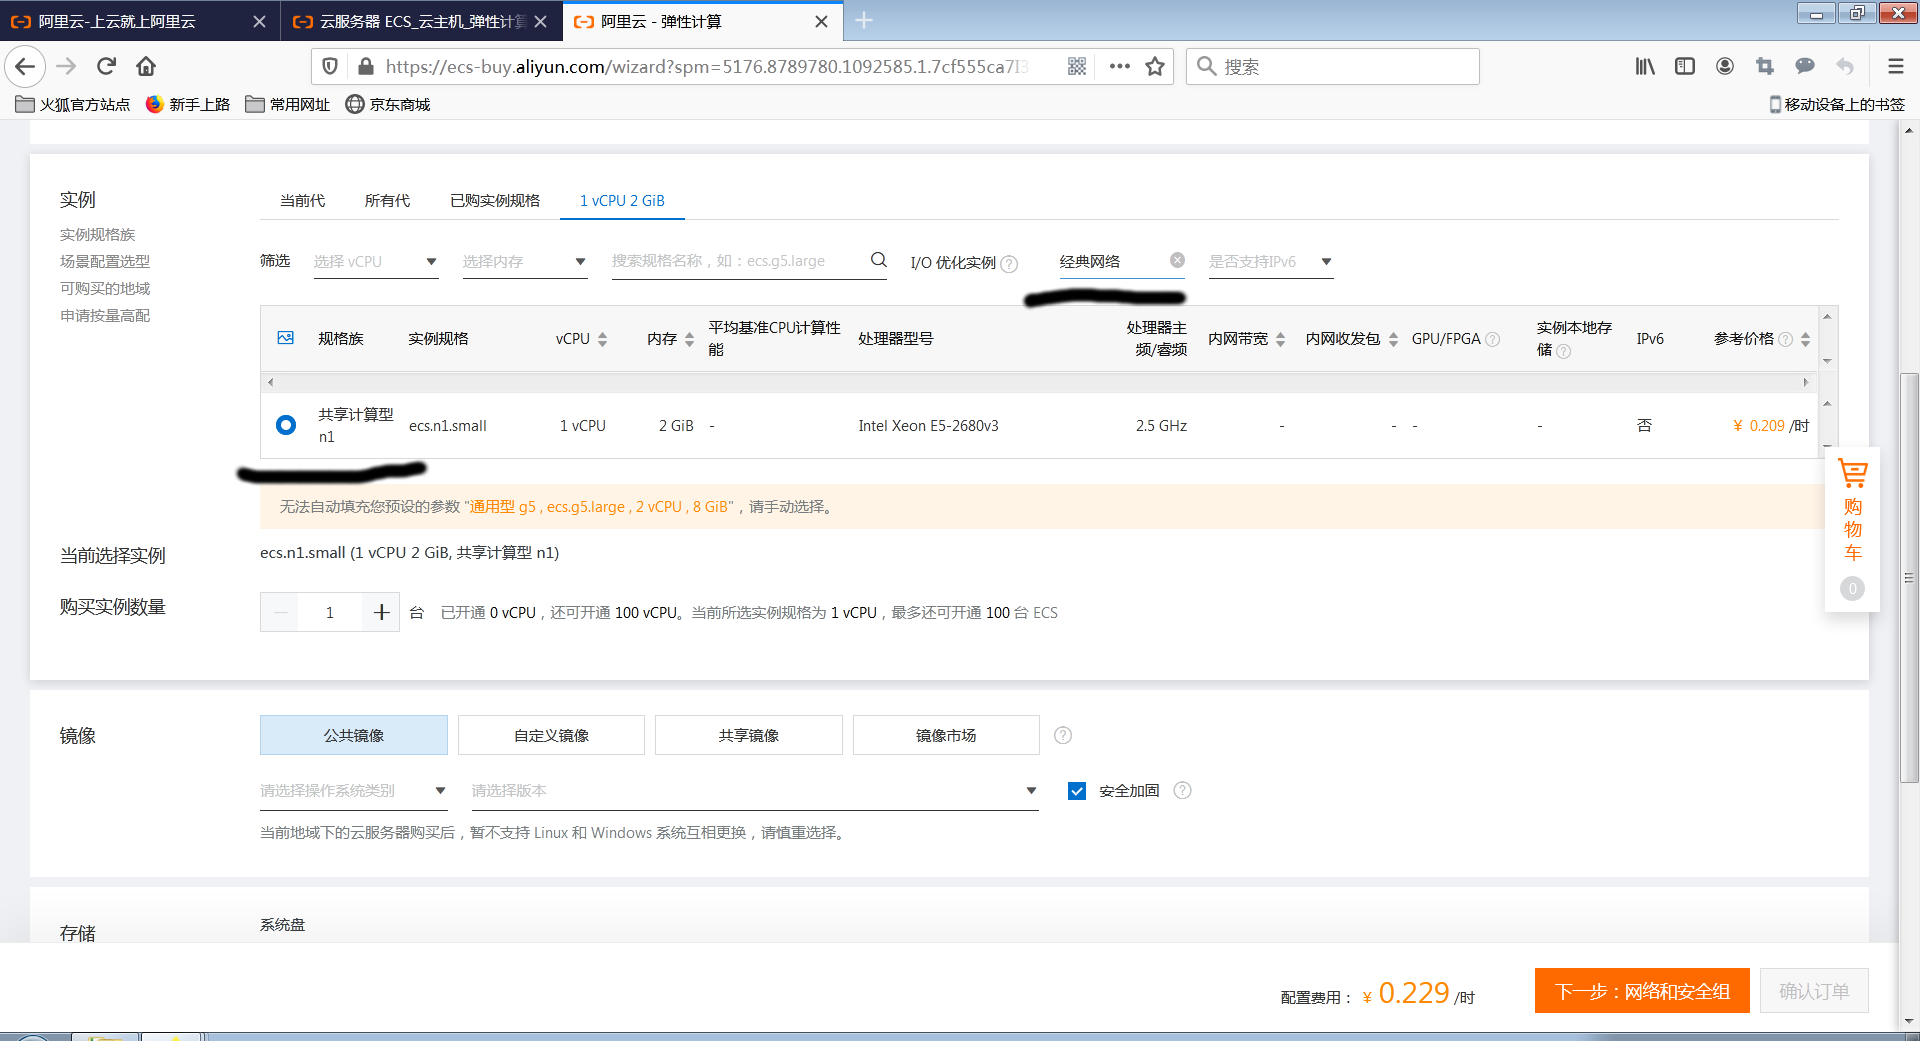 阿里云-上云就上阿里云
云服务器 ECS_云主机_弹性计算
阿里云 - 弹性计算
https://ecs-buy.aliyun.com/wizard?spm=5176.8789780.1092585.1.7cf555ca7I3
搜索
火狐官方站点
新手上路
常用网址
京东商城
移动设备上的书签
实例
实例规格族
场景配置选型
可购买的地域
申请按量高配
当前代 所有代 已购实例规格 1 vCPU 2 GiB
筛选 选择 vCPU 选择内存 搜索规格名称，如：ecs.g5.large I/O 优化实例 ? 经典网络 是否支持IPv6
规格族 实例规格 vCPU 内存 平均基准CPU计算性能 处理器型号 处理器主频/睿频 内网带宽 内网收发包 GPU/FPGA ? 实例本地存储 ? IPv6 参考价格 ?
共享计算型 n1 ecs.n1.small 1 vCPU 2 GiB - Intel Xeon E5-2680v3 2.5 GHz - - - - 否 ¥ 0.209 /时
无法自动填充您预设的参数 "通用型 g5 , ecs.g5.large , 2 vCPU , 8 GiB"，请手动选择。
当前选择实例 ecs.n1.small (1 vCPU 2 GiB, 共享计算型 n1)
购买实例数量 1 台 已开通 0 vCPU，还可开通 100 vCPU。当前所选实例规格为 1 vCPU，最多还可开通 100 台 ECS
购物车
0
镜像 公共镜像 自定义镜像 共享镜像 镜像市场 ?
请选择操作系统类别 请选择版本 安全加固 ?
当前地域下的云服务器购买后，暂不支持 Linux 和 Windows 系统互相更换，请慎重选择。
存储 系统盘
配置费用： ¥ 0.229 /时
下一步：网络和安全组
确认订单